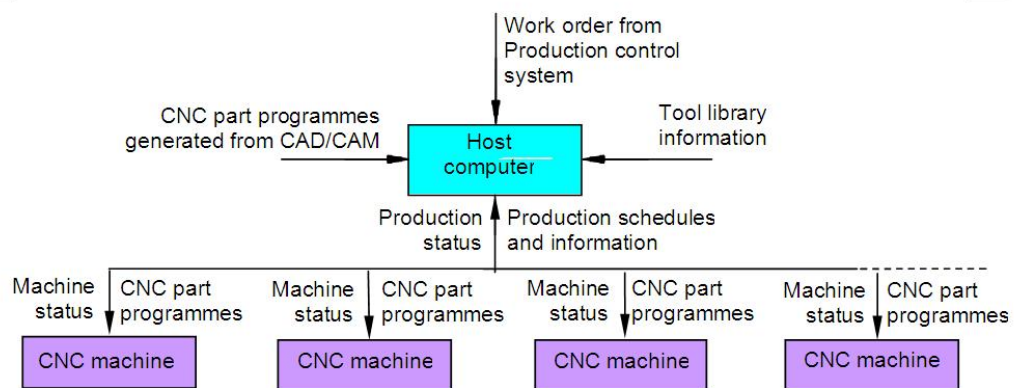 Work order from
Production control
system
CNC part programmes
generated from CAD/CAM
Host
computer
Tool library
information
Production
status
Production schedules
and information
Machine
status
CNC part
programmes
Machine
status
CNC part
programmes
Machine
status
CNC part
programmes
Machine
status
CNC part
programmes
CNC machine
CNC machine
CNC machine
CNC machine